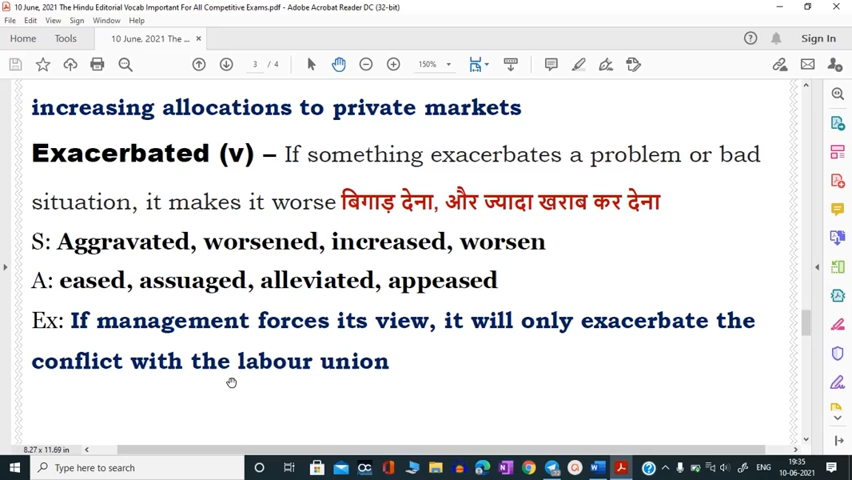 10 June, 2021 The Hindu Editorial Vocab Important For All Competitive Exams.pdf - Adobe Acrobat Reader DC (32-bit)
File Edit View Sign Window Help
Home Tools 10 June, 2021 The ... × Sign In
3 / 4 150%
increasing allocations to private markets
Exacerbated (v) – If something exacerbates a problem or bad
situation, it makes it worse बिगाड़ देना, और ज्यादा खराब कर देना
S: Aggravated, worsened, increased, worsen
A: eased, assuaged, alleviated, appeased
Ex: If management forces its view, it will only exacerbate the
conflict with the labour union
8.27 x 11.69 in
Type here to search
ENG
19:35
10-06-2021